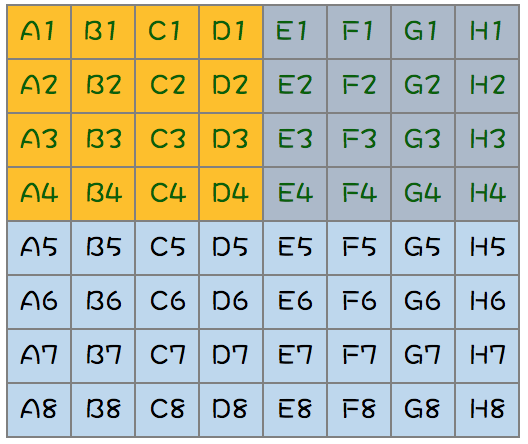 A1 B1 C1 D1 E1 F1 G1 H1
A2 B2 C2 D2 E2 F2 G2 H2
A3 B3 C3 D3 E3 F3 G3 H3
A4 B4 C4 D4 E4 F4 G4 H4
A5 B5 C5 D5 E5 F5 G5 H5
A6 B6 C6 D6 E6 F6 G6 H6
A7 B7 C7 D7 E7 F7 G7 H7
A8 B8 C8 D8 E8 F8 G8 H8